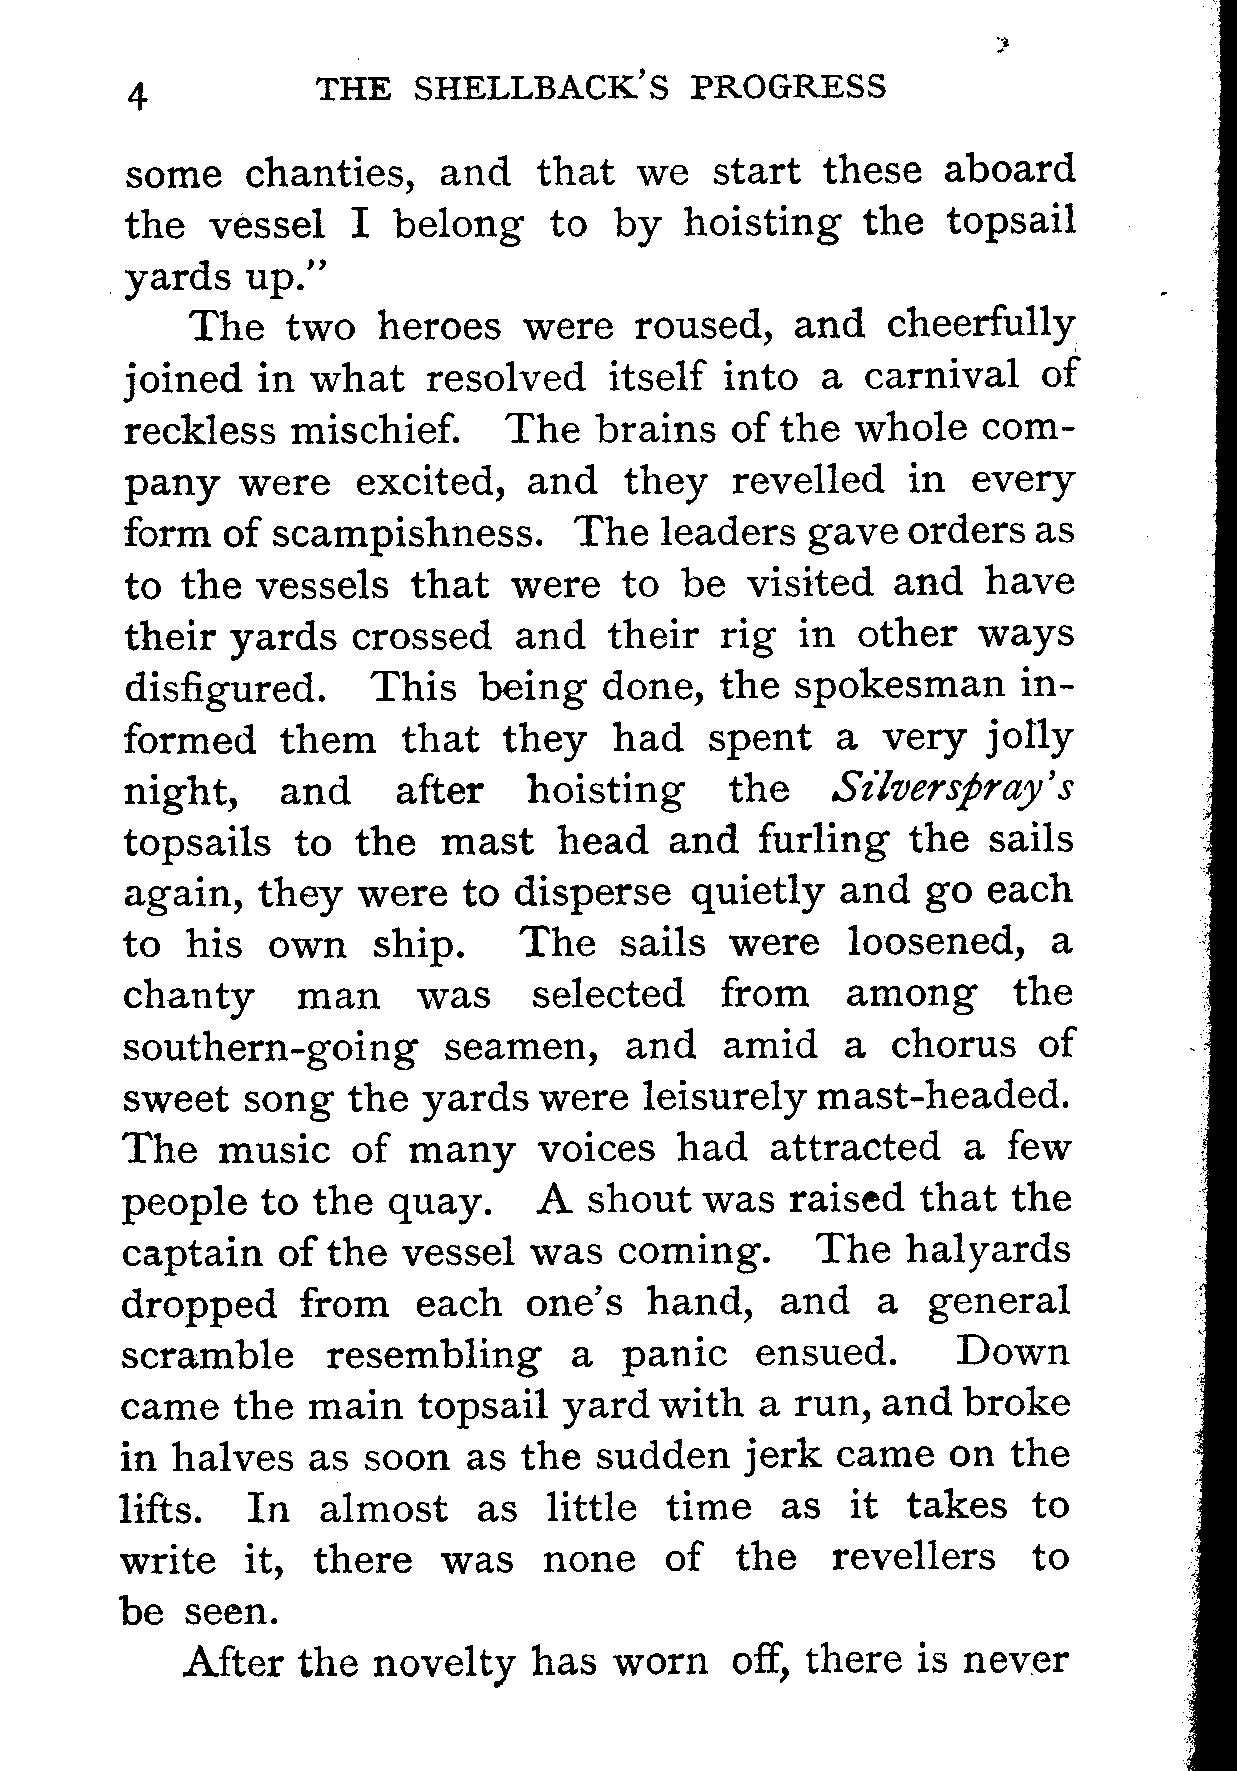 4 THE SHELLBACK'S PROGRESS
some chanties, and that we start these aboard
the vessel I belong to by hoisting the topsail
yards up."
The two heroes were roused, and cheerfully
joined in what resolved itself into a carnival of
reckless mischief. The brains of the whole com-
pany were excited, and they revelled in every
form of scampishness. The leaders gave orders as
to the vessels that were to be visited and have
their yards crossed and their rig in other ways
disfigured. This being done, the spokesman in-
formed them that they had spent a very jolly
night, and after hoisting the Silverspray's
topsails to the mast head and furling the sails
again, they were to disperse quietly and go each
to his own ship. The sails were loosened, a
chanty man was selected from among the
southern-going seamen, and amid a chorus of
sweet song the yards were leisurely mast-headed.
The music of many voices had attracted a few
people to the quay. A shout was raised that the
captain of the vessel was coming. The halyards
dropped from each one's hand, and a general
scramble resembling a panic ensued. Down
came the main topsail yard with a run, and broke
in halves as soon as the sudden jerk came on the
lifts. In almost as little time as it takes to
write it, there was none of the revellers to
be seen.
After the novelty has worn off, there is never